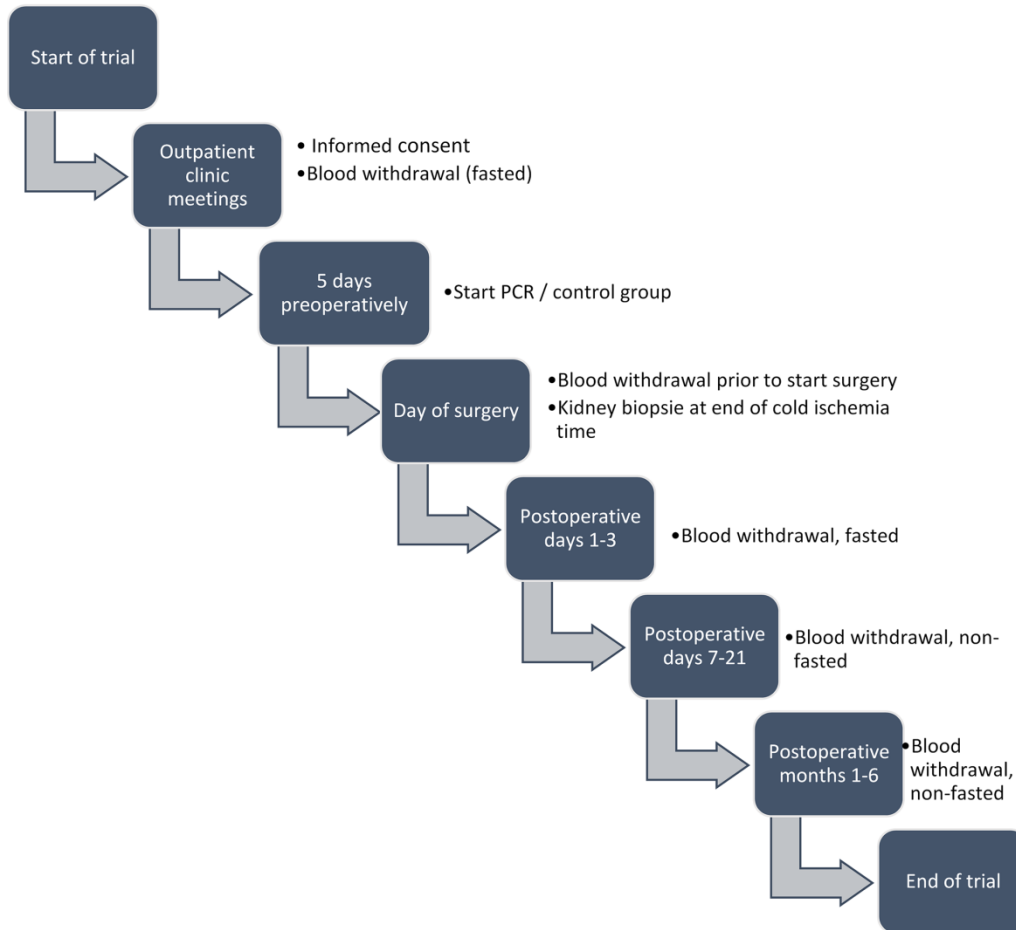 Start of trial
Outpatient
clinic
meetings
• Informed consent
•Blood withdrawal (fasted)
5 days
preoperatively
•Start PCR / control group
Day of surgery
•Blood withdrawal prior to start surgery
•Kidney biopsie at end of cold ischemia
time
Postoperative
days 1-3
•Blood withdrawal, fasted
Postoperative
days 7-21
•Blood withdrawal, non-
fasted
Postoperative
months 1-6
•Blood
withdrawal,
non-fasted
End of trial